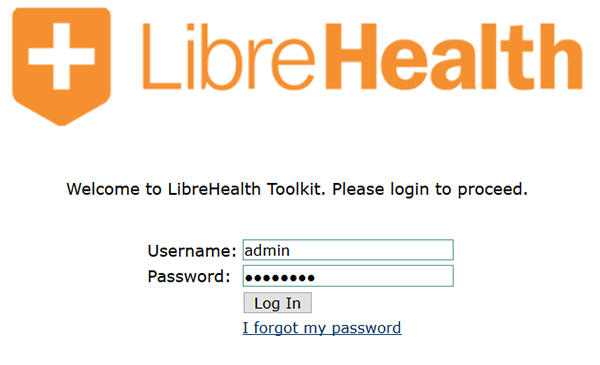 LibreHealth
Welcome to LibreHealth Toolkit. Please login to proceed.
Username: admin
Password: ●●●●●●●●
Log In
I forgot my password